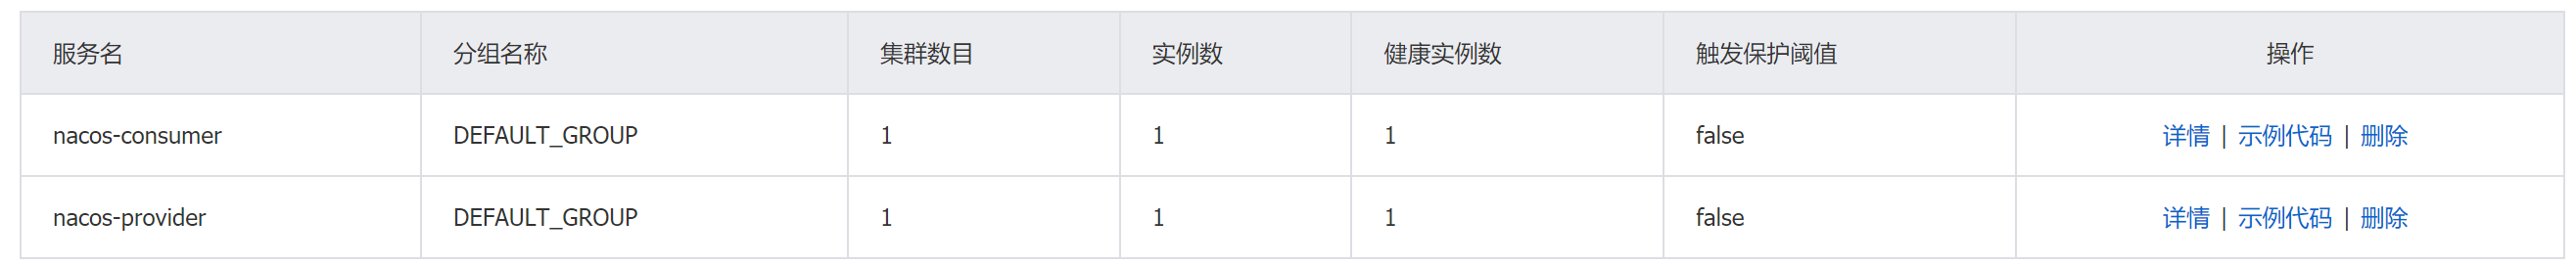 服务名 分组名称 集群数目 实例数 健康实例数 触发保护阈值 操作
nacos-consumer DEFAULT_GROUP 1 1 1 false 详情 | 示例代码 | 删除
nacos-provider DEFAULT_GROUP 1 1 1 false 详情 | 示例代码 | 删除